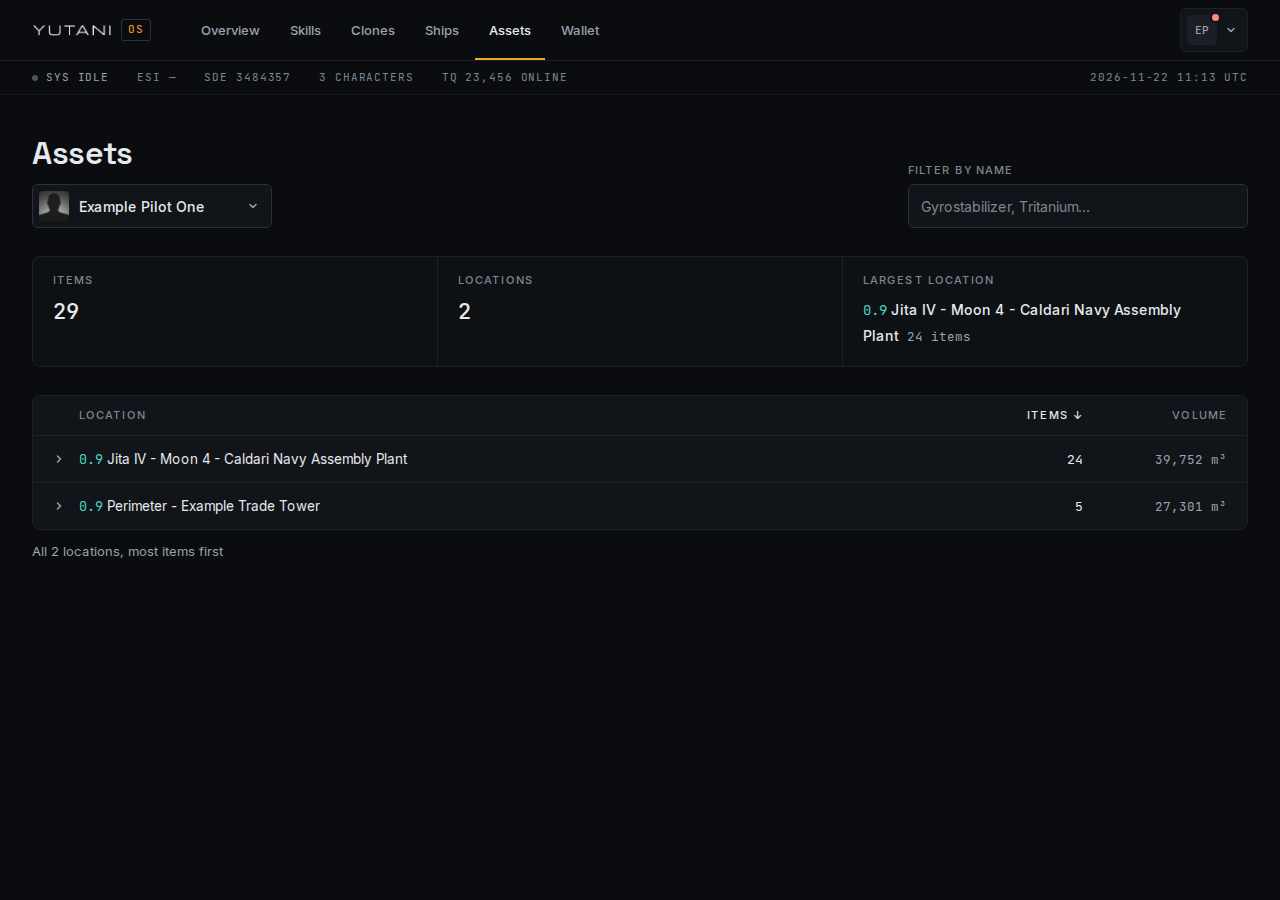 YUTANI OS Overview Skills Clones Ships Assets Wallet EP
SYS IDLE ESI — SDE 3484357 3 CHARACTERS TQ 23,456 ONLINE 2026-11-22 11:13 UTC
Assets
FILTER BY NAME
Example Pilot One
Gyrostabilizer, Tritanium...
ITEMS
29
LOCATIONS
2
LARGEST LOCATION
0.9 Jita IV - Moon 4 - Caldari Navy Assembly
Plant 24 items
LOCATION ITEMS ↓ VOLUME
0.9 Jita IV - Moon 4 - Caldari Navy Assembly Plant 24 39,752 m³
0.9 Perimeter - Example Trade Tower 5 27,301 m³
All 2 locations, most items first